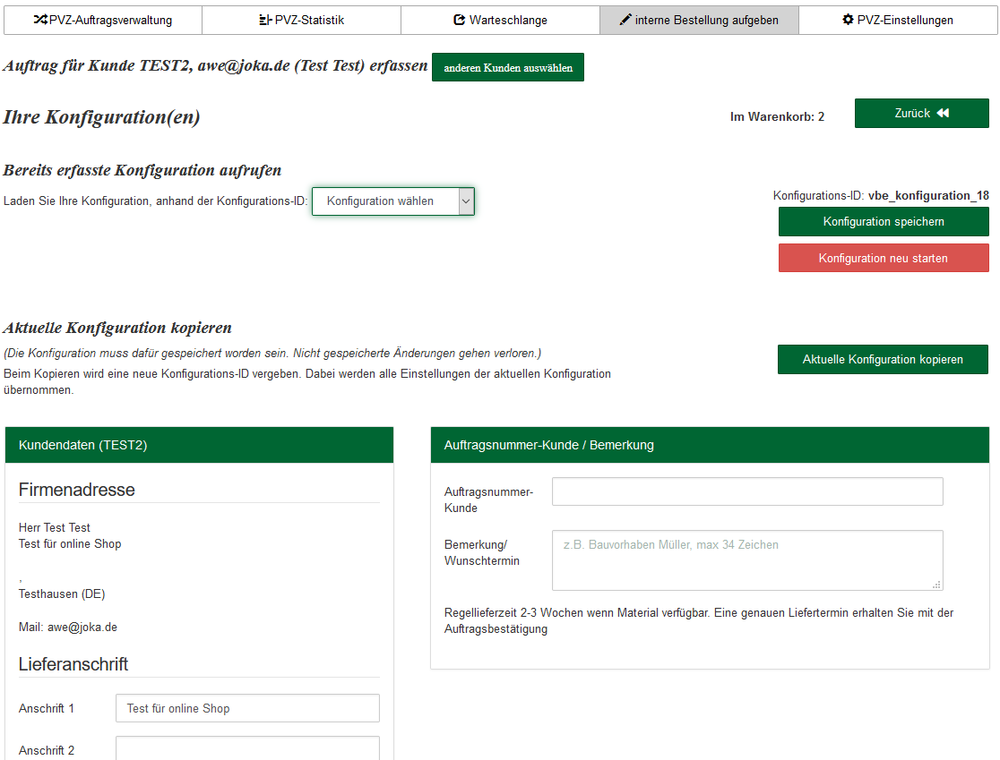 PVZ-Auftragsverwaltung
PVZ-Statistik
Warteschlange
interne Bestellung aufgeben
PVZ-Einstellungen
Auftrag für Kunde TEST2, awe@joka.de (Test Test) erfassen
anderen Kunden auswählen
Ihre Konfiguration(en)
Im Warenkorb: 2
Zurück
Bereits erfasste Konfiguration aufrufen
Laden Sie Ihre Konfiguration, anhand der Konfigurations-ID:
Konfiguration wählen
Konfigurations-ID: vbe_konfiguration_18
Konfiguration speichern
Konfiguration neu starten
Aktuelle Konfiguration kopieren
(Die Konfiguration muss dafür gespeichert worden sein. Nicht gespeicherte Änderungen gehen verloren.)
Beim Kopieren wird eine neue Konfigurations-ID vergeben. Dabei werden alle Einstellungen der aktuellen Konfiguration
übernommen.
Aktuelle Konfiguration kopieren
Kundendaten (TEST2)
Firmenadresse
Herr Test Test
Test für online Shop
,
Testhausen (DE)
Mail: awe@joka.de
Lieferanschrift
Anschrift 1
Test für online Shop
Anschrift 2
Auftragsnummer-Kunde / Bemerkung
Auftragsnummer-
Kunde
Bemerkung/
Wunschtermin
z.B. Bauvorhaben Müller, max 34 Zeichen
Regellieferzeit 2-3 Wochen wenn Material verfügbar. Eine genauen Liefertermin erhalten Sie mit der
Auftragsbestätigung